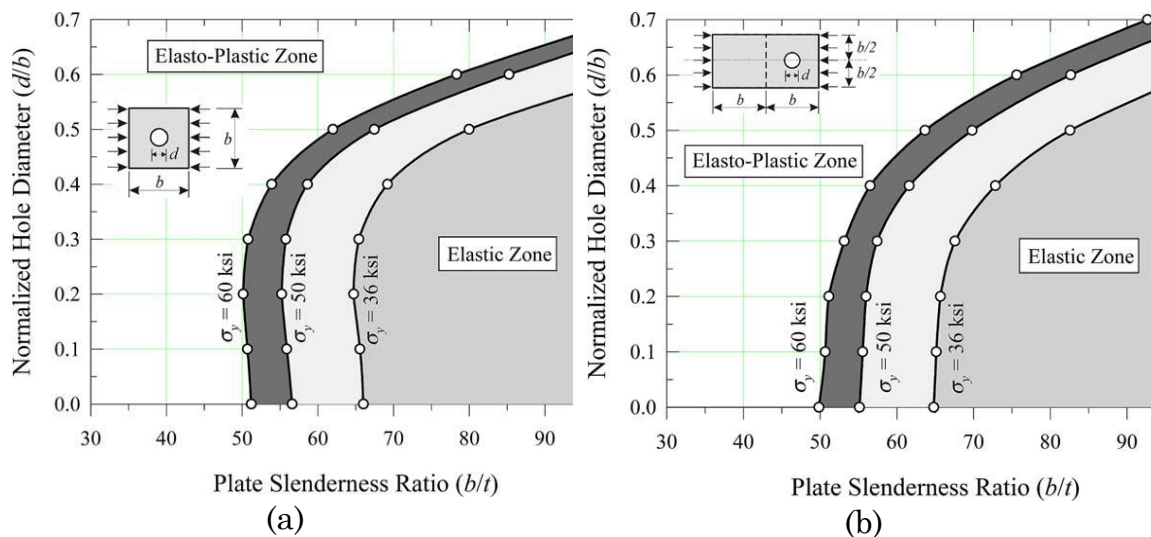 Normalized Hole Diameter (d/b)
0.7
0.6
0.5
0.4
0.3
0.2
0.1
0.0
Elasto-Plastic Zone
b
d
b
σy = 60 ksi
σy = 50 ksi
σy = 36 ksi
Elastic Zone
30 40 50 60 70 80 90
Plate Slenderness Ratio (b/t)
(a)
Normalized Hole Diameter (d/b)
0.7
0.6
0.5
0.4
0.3
0.2
0.1
0.0
b/2
d
b/2
b b
Elasto-Plastic Zone
σy = 60 ksi
σy = 50 ksi
σy = 36 ksi
Elastic Zone
30 40 50 60 70 80 90
Plate Slenderness Ratio (b/t)
(b)